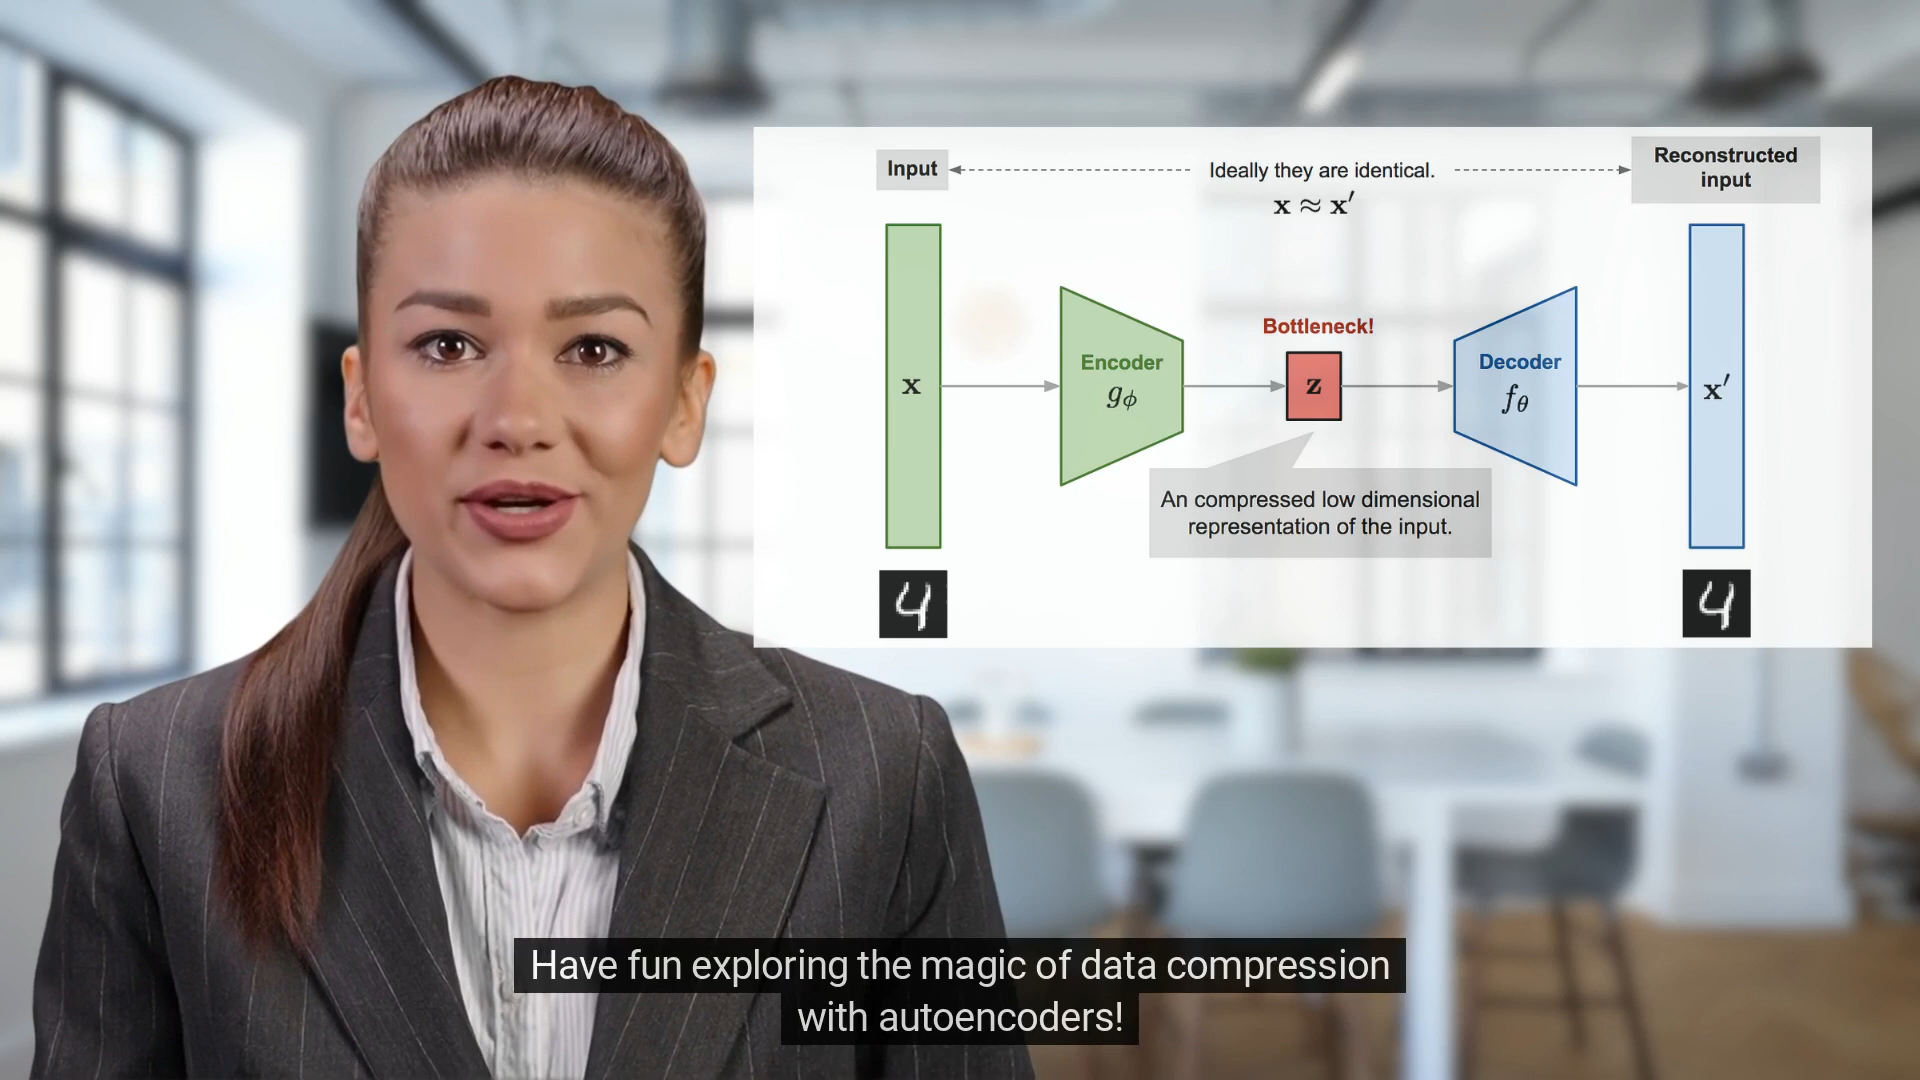 Input
Ideally they are identical.
x ≈ x′
Reconstructed
input
Bottleneck!
Encoder
gϕ
Decoder
fθ
x
z
x′
An compressed low dimensional
representation of the input.
4
4
Have fun exploring the magic of data compression
with autoencoders!